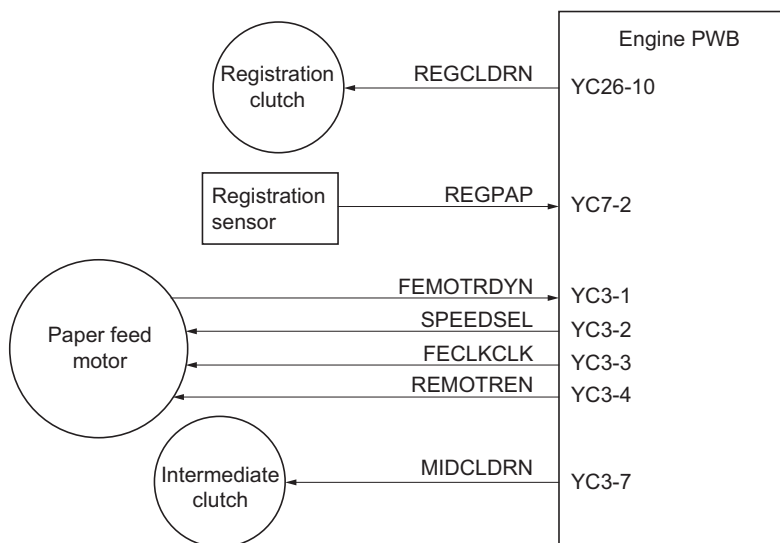 Engine PWB
Registration
clutch
REGCLDRN
YC26-10
Registration
sensor
REGPAP
YC7-2
Paper feed
motor
FEMOTRDYN
YC3-1
SPEEDSEL
YC3-2
FECLKCLK
YC3-3
REMOTREN
YC3-4
Intermediate
clutch
MIDCLDRN
YC3-7